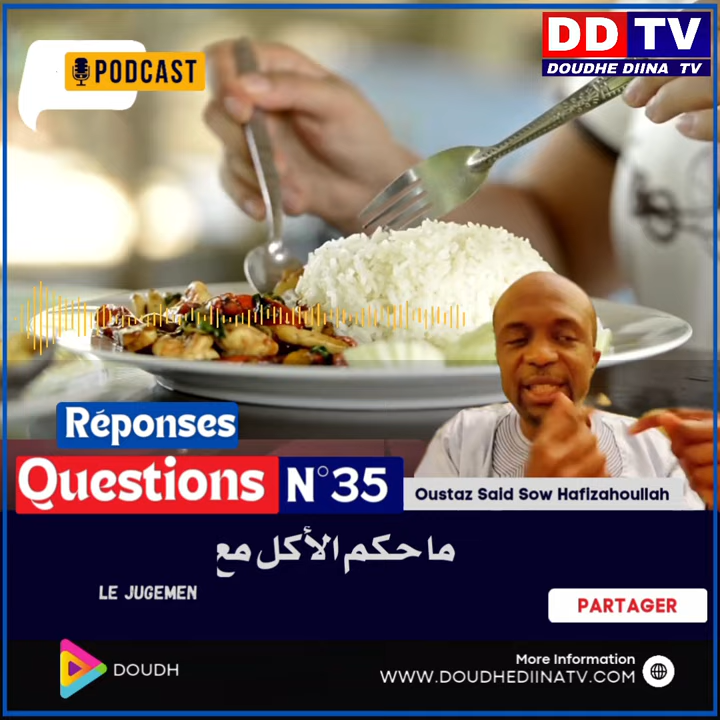 DD TV
DOUDHE DIINA TV
PODCAST
Réponses
Questions N°35
Oustaz Said Sow Hafizahoullah
ما حكم الأكل مع
LE JUGEMEN
PARTAGER
DOUDH
More Information
WWW.DOUDHEDIINATV.COM